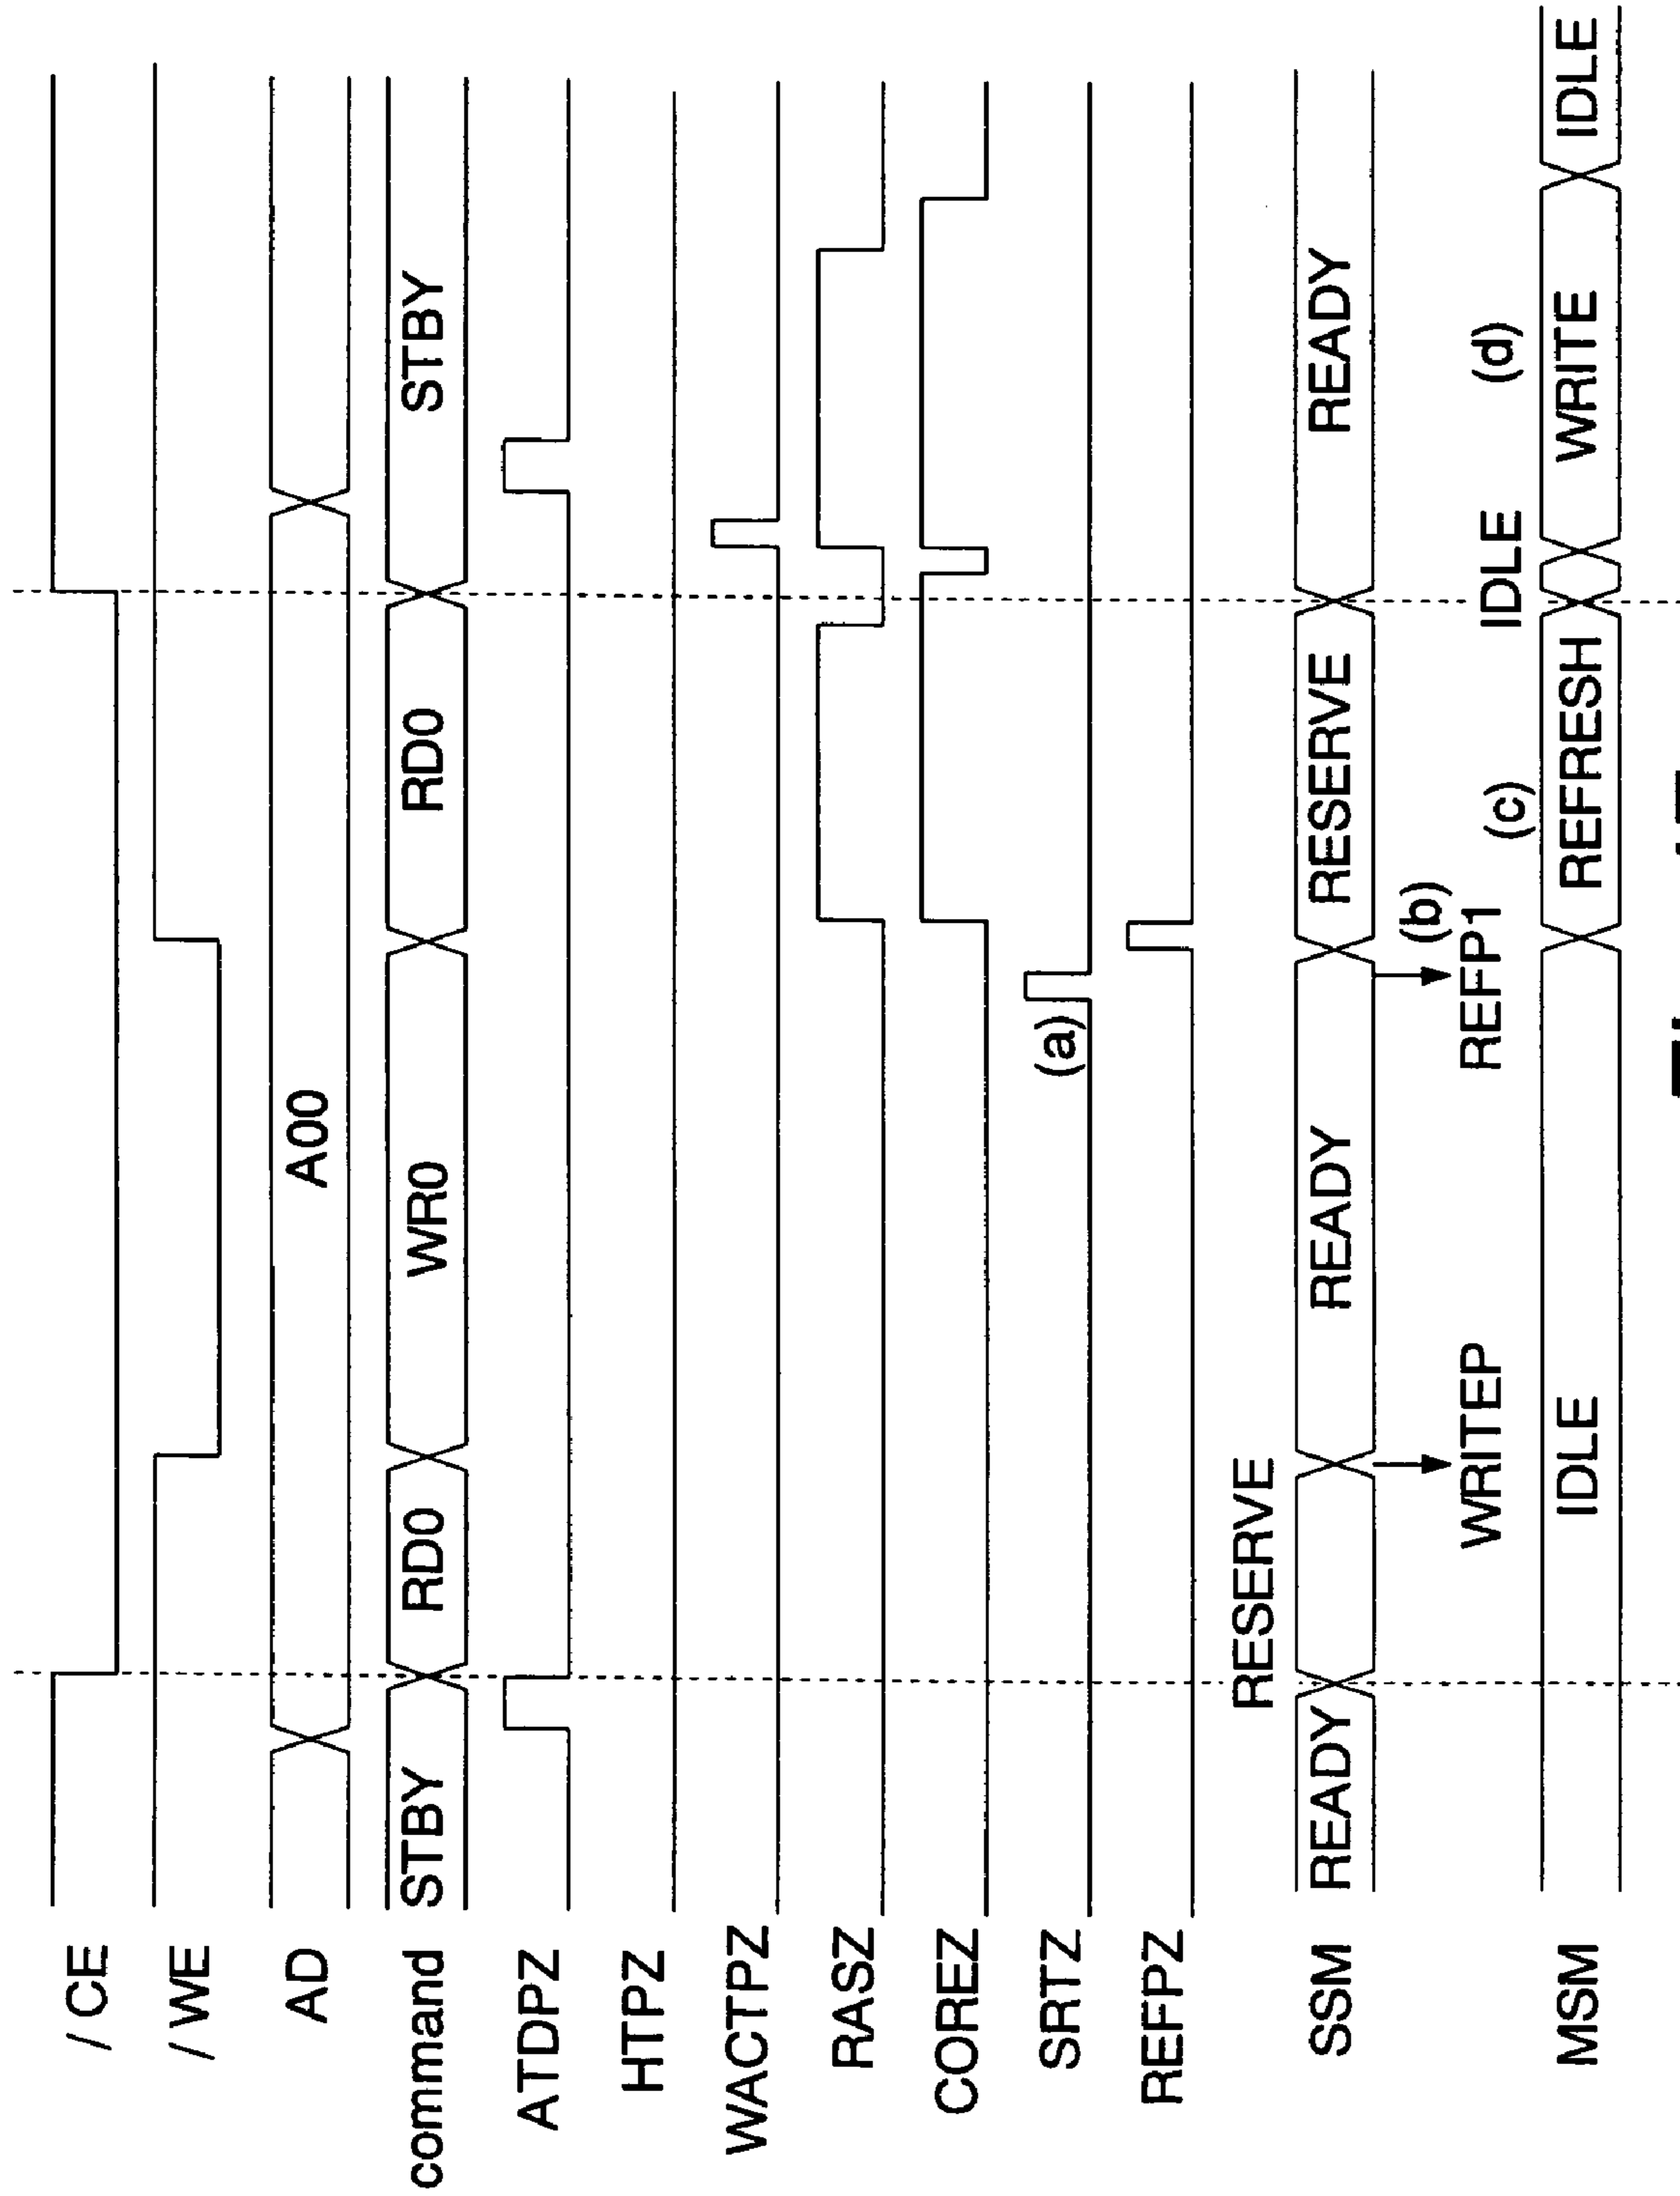 / CE
/ WE
AD A00
command STBY RD0 WR0 RD0 STBY
ATDPZ
HTPZ
WACTPZ
RASZ
COREZ
SRTZ (a)
REFPZ
RESERVE
SSM READY READY RESERVE READY
(b)
WRITEP REFP1 (c) IDLE (d)
MSM IDLE REFRESH WRITE IDLE